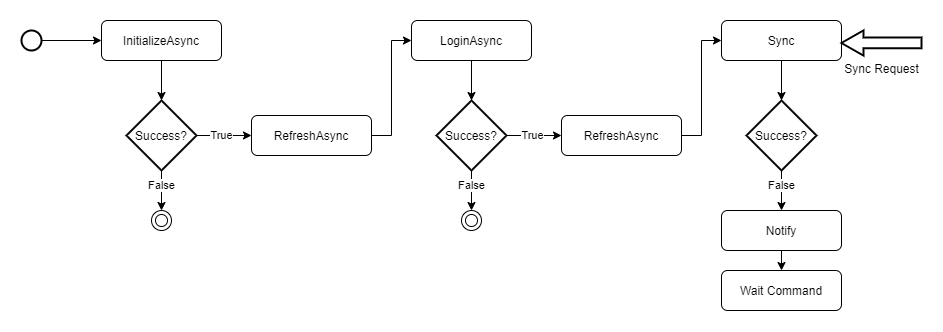 InitializeAsync
LoginAsync
Sync
Sync Request
Success?
True
RefreshAsync
Success?
True
RefreshAsync
Success?
False
False
False
Notify
Wait Command